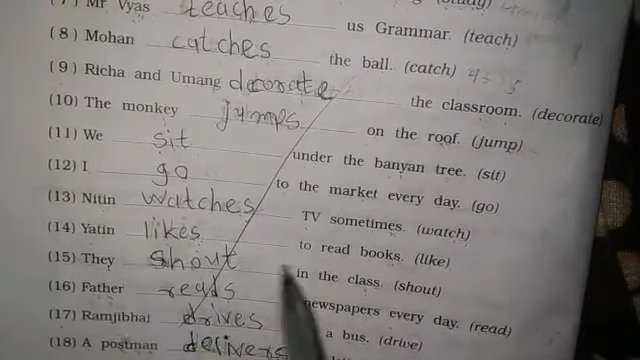 (7) Mr Vyas teaches us Grammar. (teach)
(8) Mohan catches the ball. (catch)
(9) Richa and Umang decorate the classroom. (decorate)
(10) The monkey jumps on the roof. (jump)
(11) We sit under the banyan tree. (sit)
(12) I go to the market every day. (go)
(13) Nitin watches TV sometimes. (watch)
(14) Yatin likes to read books. (like)
(15) They shout in the class. (shout)
(16) Father reads newspapers every day. (read)
(17) Ramjibhai drives a bus. (drive)
(18) A postman delivers